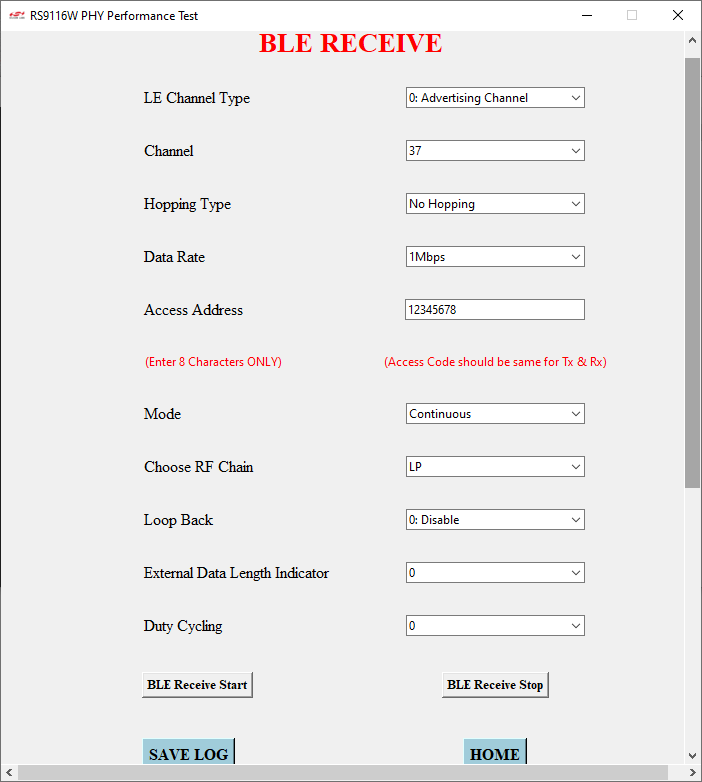 RS9116W PHY Performance Test
BLE RECEIVE
LE Channel Type 0: Advertising Channel
Channel 37
Hopping Type No Hopping
Data Rate 1Mbps
Access Address 12345678
(Enter 8 Characters ONLY) (Access Code should be same for Tx & Rx)
Mode Continuous
Choose RF Chain LP
Loop Back 0: Disable
External Data Length Indicator 0
Duty Cycling 0
BLE Receive Start BLE Receive Stop
SAVE LOG HOME